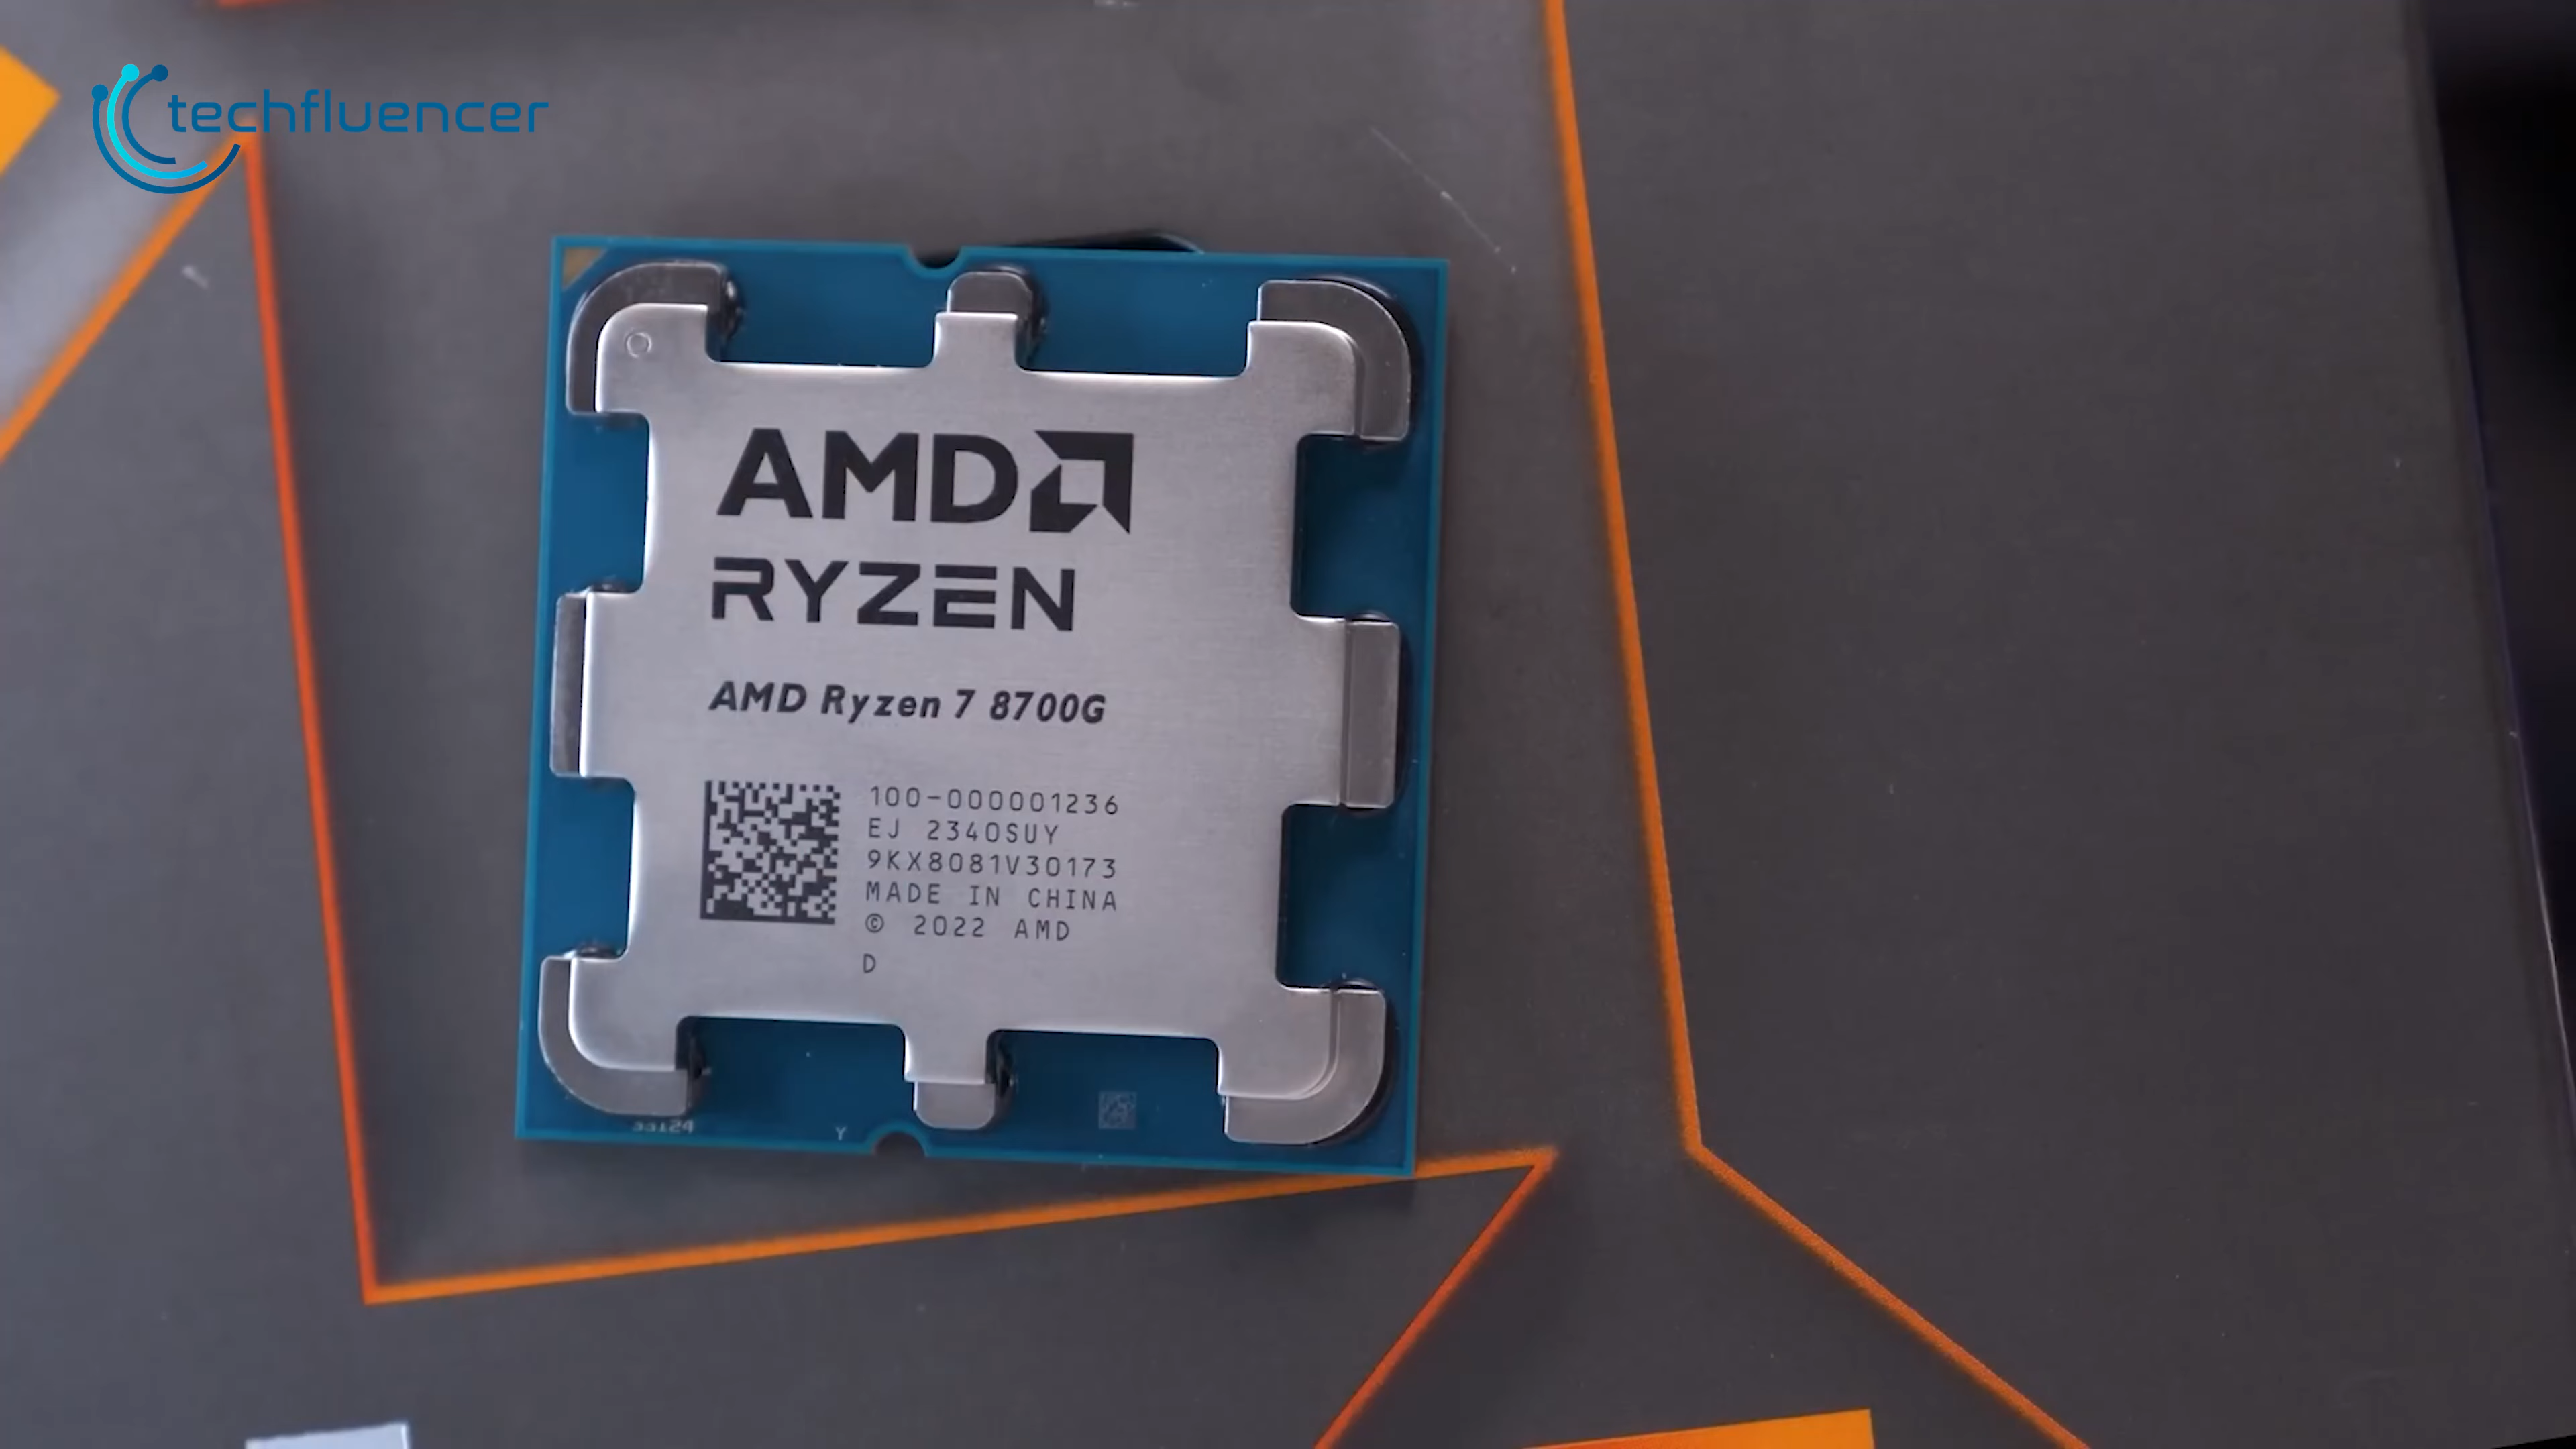 techfluencer
AMD
RYZEN
AMD Ryzen 7 8700G
100-000001236
EJ 2340SUY
9KX8081V30173
MADE IN CHINA
© 2022 AMD
D
Y